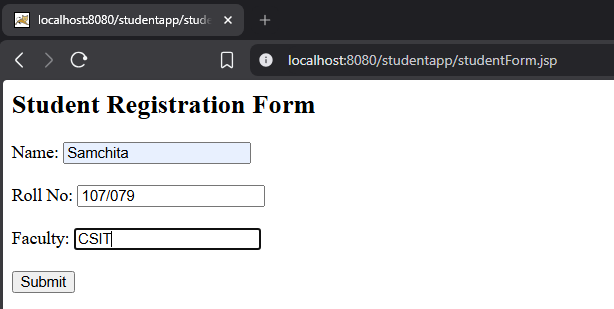 localhost:8080/studentapp/stude
localhost:8080/studentapp/studentForm.jsp
Student Registration Form
Name: Samchita
Roll No: 107/079
Faculty: CSIT
Submit